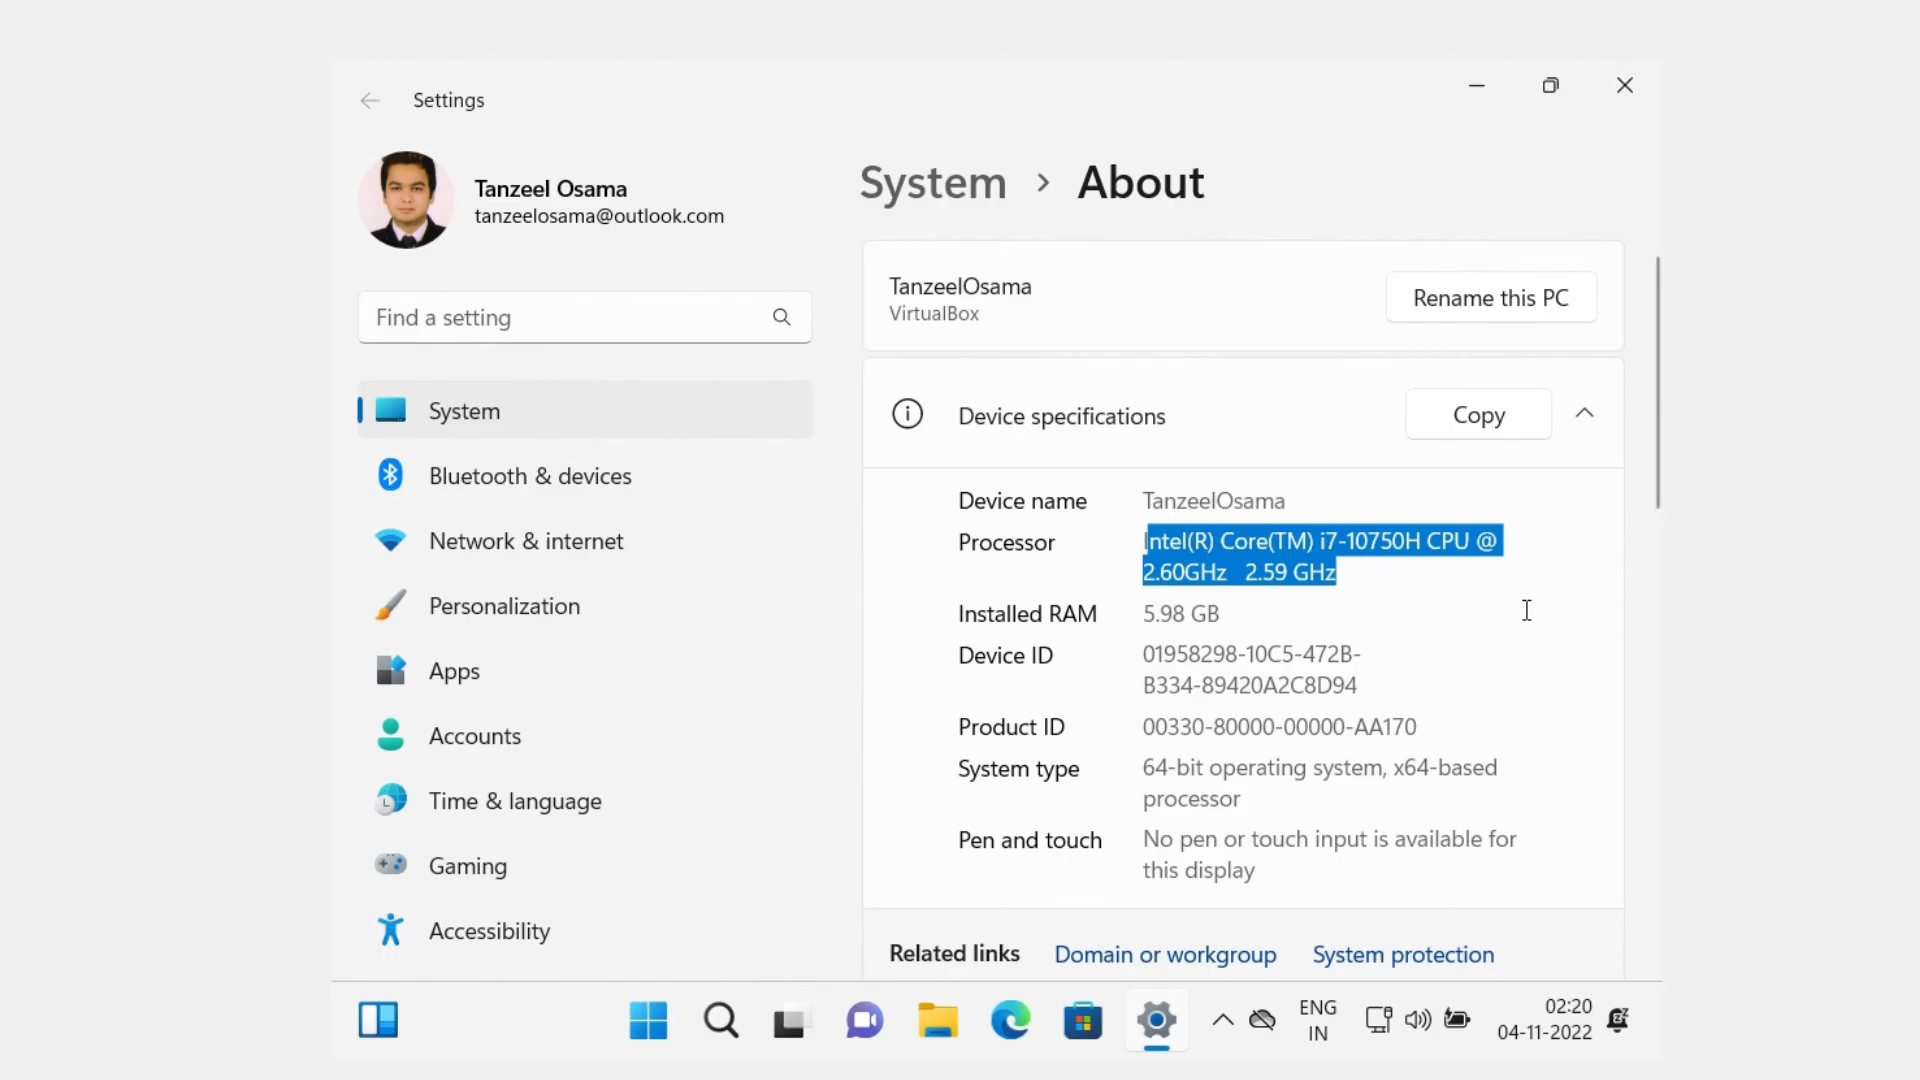 Settings
Tanzeel Osama
tanzeelosama@outlook.com
Find a setting
System
Bluetooth & devices
Network & internet
Personalization
Apps
Accounts
Time & language
Gaming
Accessibility
System > About
TanzeelOsama
VirtualBox
Rename this PC
Device specifications
Copy
Device name TanzeelOsama
Processor Intel(R) Core(TM) i7-10750H CPU @
2.60GHz 2.59 GHz
Installed RAM 5.98 GB
Device ID 01958298-10C5-472B-
B334-89420A2C8D94
Product ID 00330-80000-00000-AA170
System type 64-bit operating system, x64-based
processor
Pen and touch No pen or touch input is available for
this display
Related links Domain or workgroup System protection
ENG
IN
02:20
04-11-2022